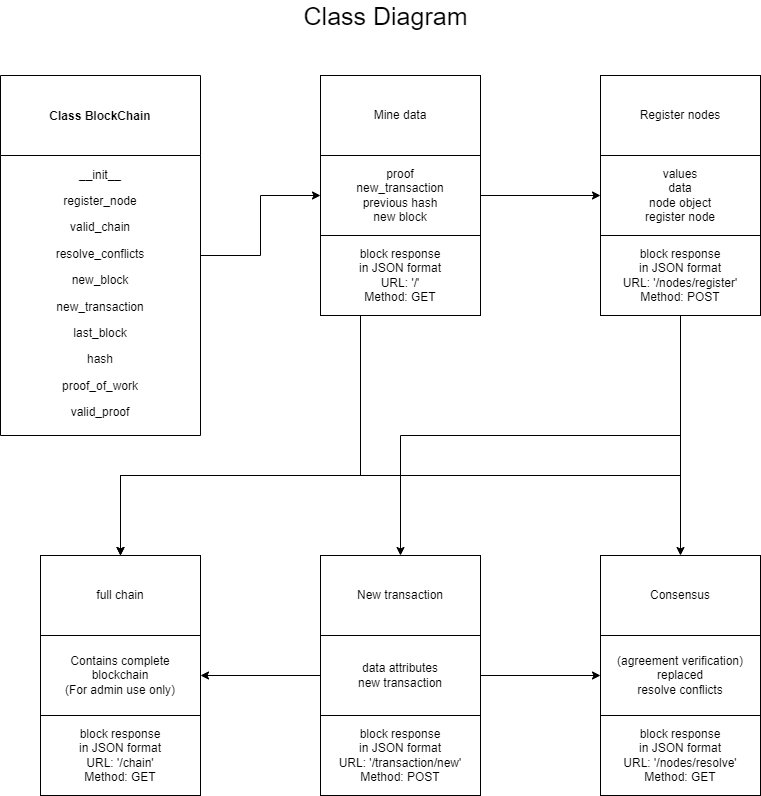 Class Diagram
Class BlockChain
__init__
register_node
valid_chain
resolve_conflicts
new_block
new_transaction
last_block
hash
proof_of_work
valid_proof
Mine data
proof
new_transaction
previous hash
new block
block response
in JSON format
URL: '/'
Method: GET
Register nodes
values
data
node object
register node
block response
in JSON format
URL: '/nodes/register'
Method: POST
full chain
Contains complete
blockchain
(For admin use only)
block response
in JSON format
URL: '/chain'
Method: GET
New transaction
data attributes
new transaction
block response
in JSON format
URL: '/transaction/new'
Method: POST
Consensus
(agreement verification)
replaced
resolve conflicts
block response
in JSON format
URL: '/nodes/resolve'
Method: GET